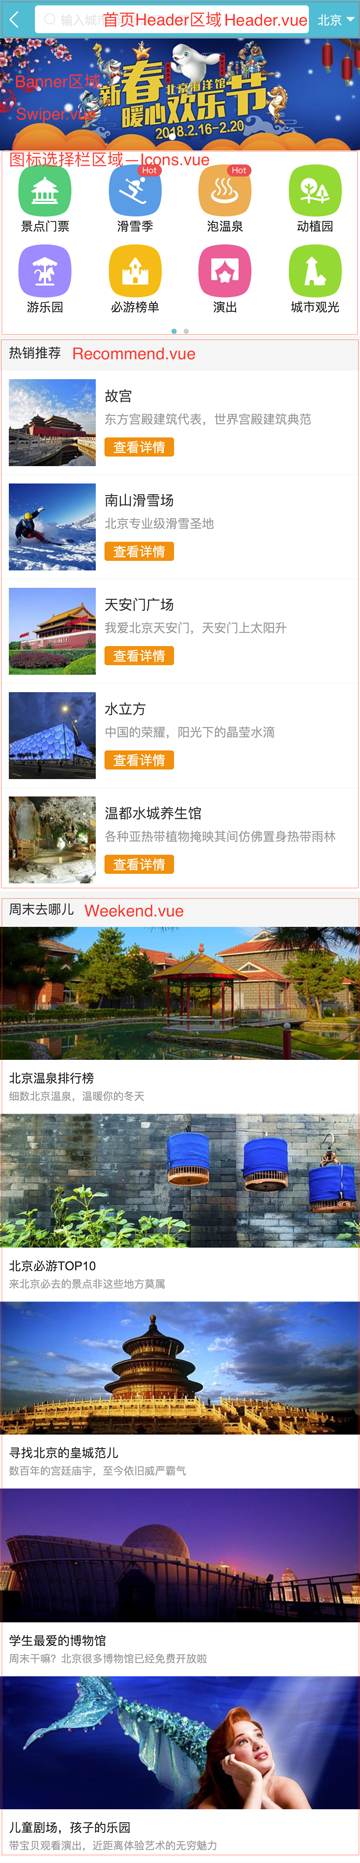 输入城市
首页Header区域 Header.vue
北京
Banner区域
Swiper.vue
新春
北京海洋馆
暖心欢乐节
2018.2.16-2.20
图标选择栏区域—Icons.vue
Hot
Hot
景点门票
滑雪季
泡温泉
动植园
游乐园
必游榜单
演出
城市观光
热销推荐
Recommend.vue
故宫
东方宫殿建筑代表，世界宫殿建筑典范
查看详情
南山滑雪场
北京专业级滑雪圣地
查看详情
天安门广场
我爱北京天安门，天安门上太阳升
查看详情
水立方
中国的荣耀，阳光下的晶莹水滴
查看详情
温都水城养生馆
各种亚热带植物掩映其间仿佛置身热带雨林
查看详情
周末去哪儿
Weekend.vue
北京温泉排行榜
细数北京温泉，温暖你的冬天
北京必游TOP10
来北京必去的景点非这些地方莫属
寻找北京的皇城范儿
数百年的宫廷庙宇，至今依旧威严霸气
学生最爱的博物馆
周末干嘛？北京很多博物馆已经免费开放啦
儿童剧场，孩子的乐园
带宝贝观看演出，近距离体验艺术的无穷魅力